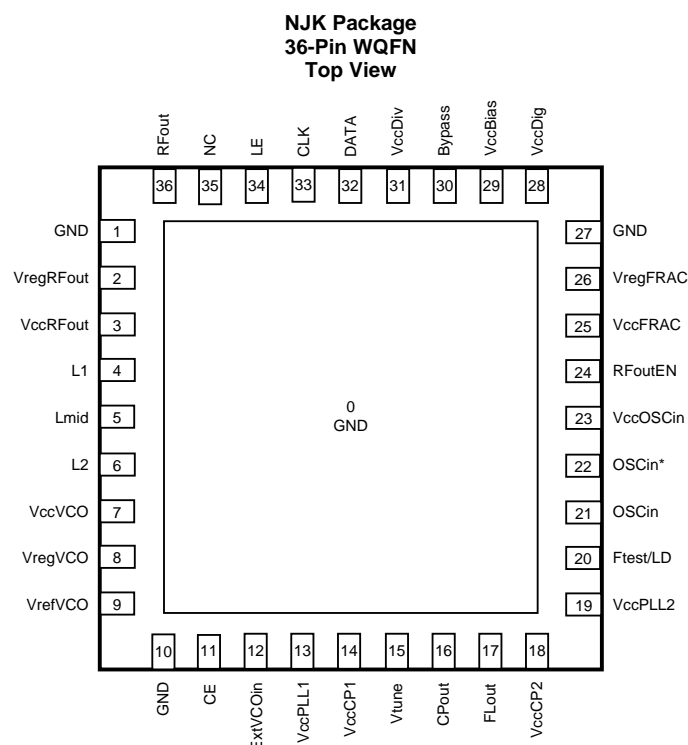 NJK Package
36-Pin WQFN
Top View
RFout
NC
LE
CLK
DATA
VccDiv
Bypass
VccBias
VccDig
36 35 34 33 32 31 30 29 28
GND 1
VregRFout 2
VccRFout 3
L1 4
Lmid 5
L2 6
VccVCO 7
VregVCO 8
VrefVCO 9
0
GND
27 GND
26 VregFRAC
25 VccFRAC
24 RFoutEN
23 VccOSCin
22 OSCin*
21 OSCin
20 Ftest/LD
19 VccPLL2
10 11 12 13 14 15 16 17 18
GND
CE
ExtVCOin
VccPLL1
VccCP1
Vtune
CPout
FLout
VccCP2